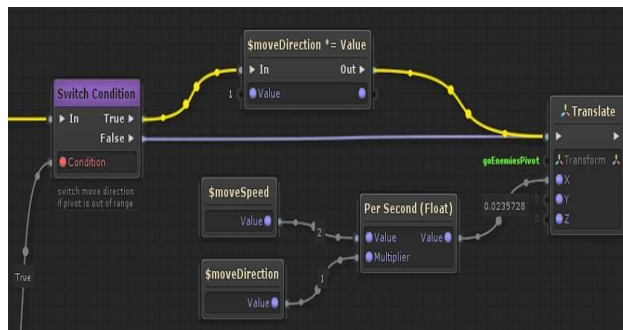 $moveDirection *= Value
In Out
1 Value
Switch Condition
In True
False
Condition
switch move direction
if pivot is out of range
True
$moveSpeed
Value
2
$moveDirection
Value
1
Per Second (Float)
Value Value
Multiplier
0.0235728
Translate
goEnemiesPivot Transform
X
0 Y
0 Z